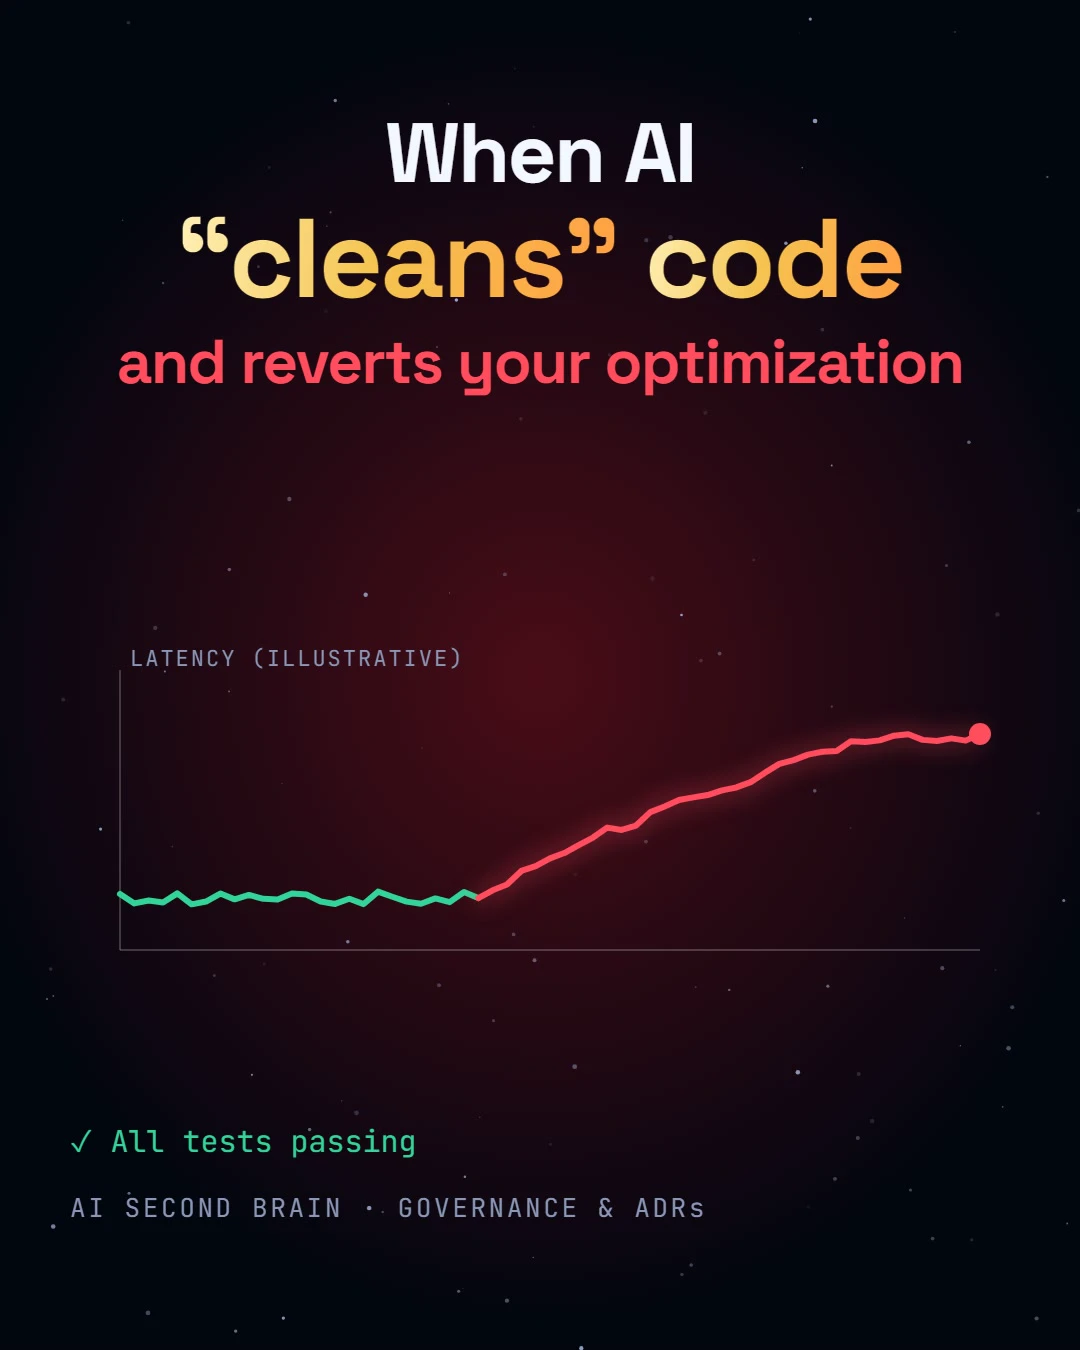 When AI
“cleans” code
and reverts your optimization
LATENCY (ILLUSTRATIVE)
✓ All tests passing
AI SECOND BRAIN · GOVERNANCE & ADRs